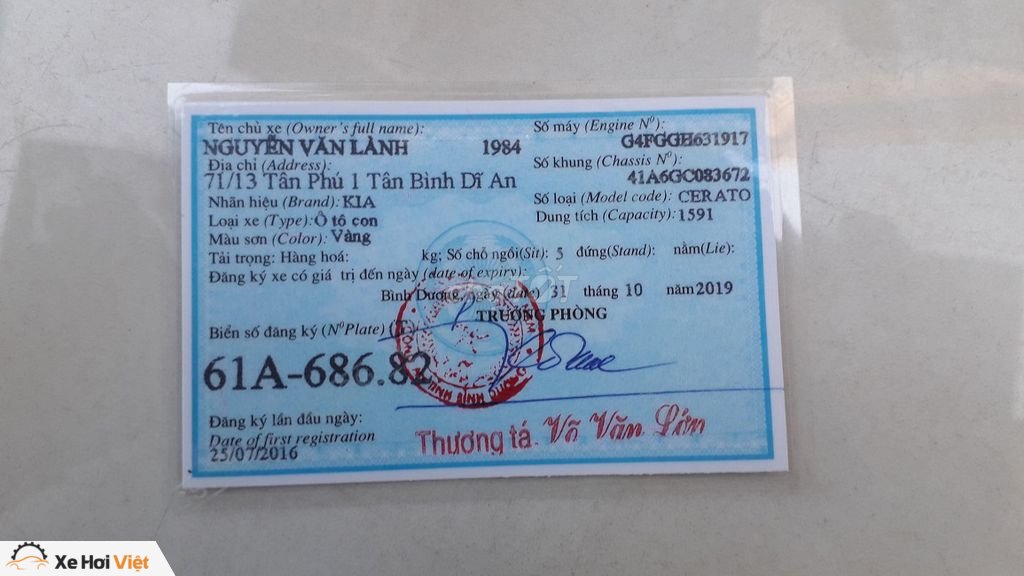 Tên chủ xe (Owner's full name):
NGUYỄN VĂN LÀNH 1984
Địa chỉ (Address):
71/13 Tân Phú 1 Tân Bình Dĩ An
Nhãn hiệu (Brand): KIA
Loại xe (Type): Ô tô con
Màu sơn (Color): Vàng
Số máy (Engine Nº):
G4FGGH631917
Số khung (Chassis Nº):
41A6GC083672
Số loại (Model code): CERATO
Dung tích (Capacity): 1591
Tải trọng: Hàng hoá: kg; Số chỗ ngồi(Sit): 5 đứng(Stand): nằm(Lie):
Đăng ký xe có giá trị đến ngày (date of expiry):
Bình Dương, ngày (date) 31 tháng 10 năm 2019
TRƯỞNG PHÒNG
Biển số đăng ký (NºPlate)
61A-686.82
Đăng ký lần đầu ngày:
Date of first registration
25/07/2016
Thượng tá. Võ Văn Lớn
TỐT
Xe Hơi Việt